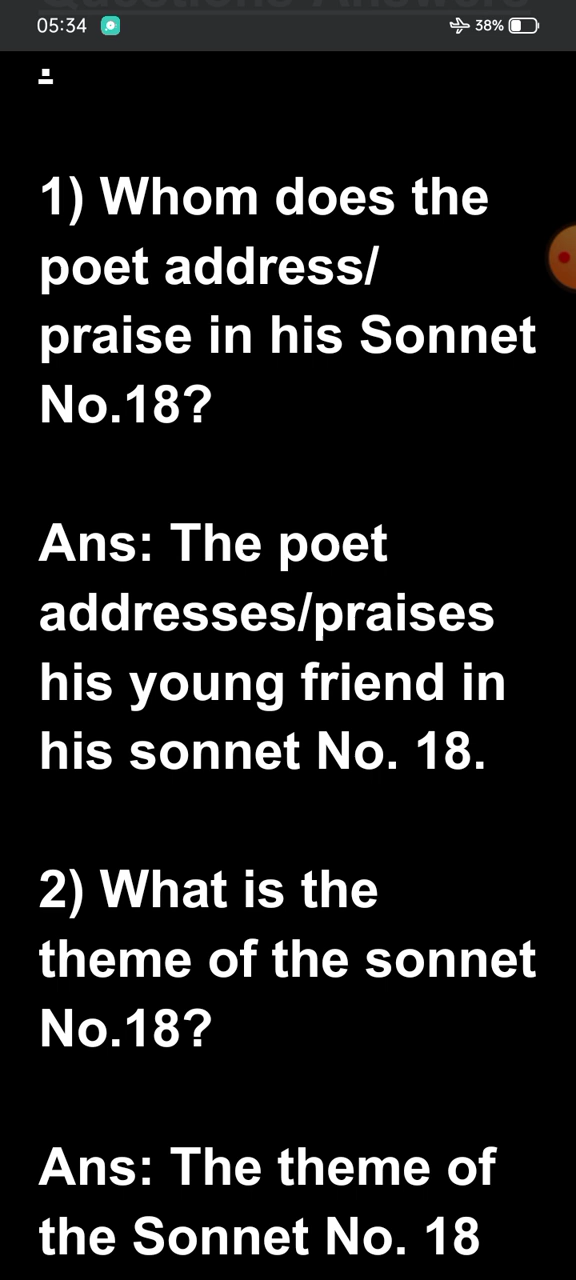 05:34
38%
1) Whom does the
poet address/
praise in his Sonnet
No.18?
Ans: The poet
addresses/praises
his young friend in
his sonnet No. 18.
2) What is the
theme of the sonnet
No.18?
Ans: The theme of
the Sonnet No. 18